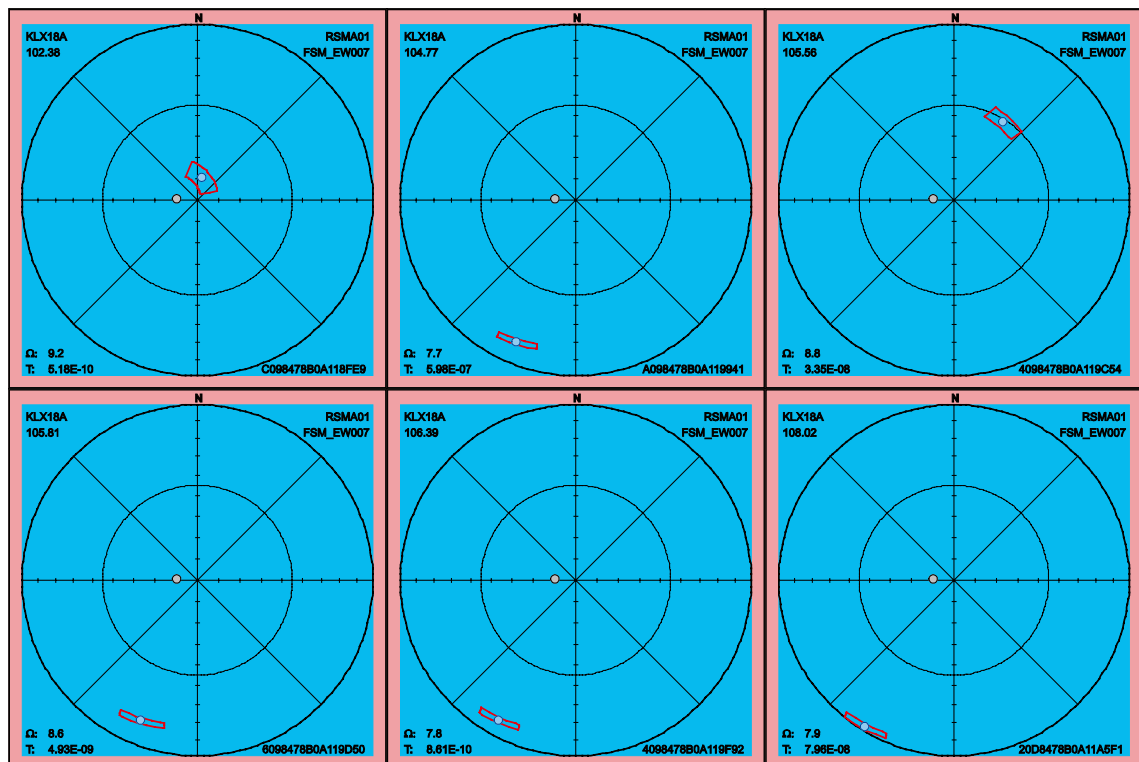 N
KLX18A RSMA01
102.38 FSM_EW007
Ω: 9.2
T: 5.18E-10 C098478B0A118FE9
N
KLX18A RSMA01
104.77 FSM_EW007
Ω: 7.7
T: 5.98E-07 A098478B0A119941
N
KLX18A RSMA01
105.56 FSM_EW007
Ω: 8.8
T: 3.35E-08 4098478B0A119C54
N
KLX18A RSMA01
105.81 FSM_EW007
Ω: 8.6
T: 4.93E-09 6098478B0A119D50
N
KLX18A RSMA01
106.39 FSM_EW007
Ω: 7.8
T: 8.61E-10 4098478B0A119F92
N
KLX18A RSMA01
108.02 FSM_EW007
Ω: 7.9
T: 7.96E-08 20D8478B0A11A5F1